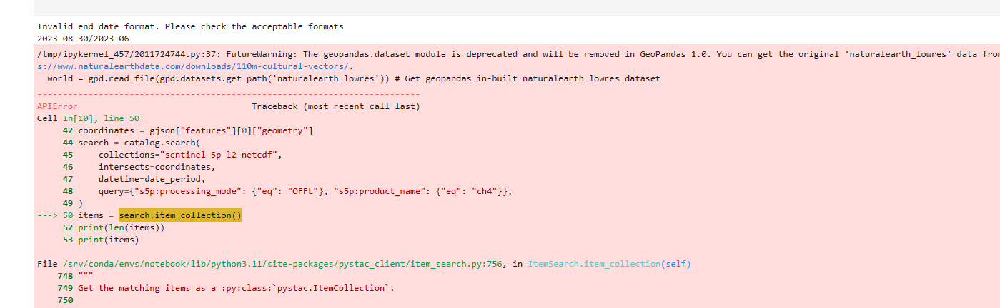 Invalid end date format. Please check the acceptable formats
2023-08-30/2023-06
/tmp/ipykernel_457/2011724744.py:37: FutureWarning: The geopandas.dataset module is deprecated and will be removed in GeoPandas 1.0. You can get the original 'naturalearth_lowres' data from
s://www.naturalearthdata.com/downloads/110m-cultural-vectors/.
  world = gpd.read_file(gpd.datasets.get_path('naturalearth_lowres')) # Get geopandas in-built naturalearth_lowres dataset
---------------------------------------------------------------------------
APIError                                  Traceback (most recent call last)
Cell In[10], line 50
     42 coordinates = gjson["features"][0]["geometry"]
     44 search = catalog.search(
     45     collections="sentinel-5p-l2-netcdf",
     46     intersects=coordinates,
     47     datetime=date_period,
     48     query={"s5p:processing_mode": {"eq": "OFFL"}, "s5p:product_name": {"eq": "ch4"}},
     49 )
---> 50 items = search.item_collection()
     52 print(len(items))
     53 print(items)
File /srv/conda/envs/notebook/lib/python3.11/site-packages/pystac_client/item_search.py:756, in ItemSearch.item_collection(self)
    748 """
    749 Get the matching items as a :py:class:`pystac.ItemCollection`.
    750